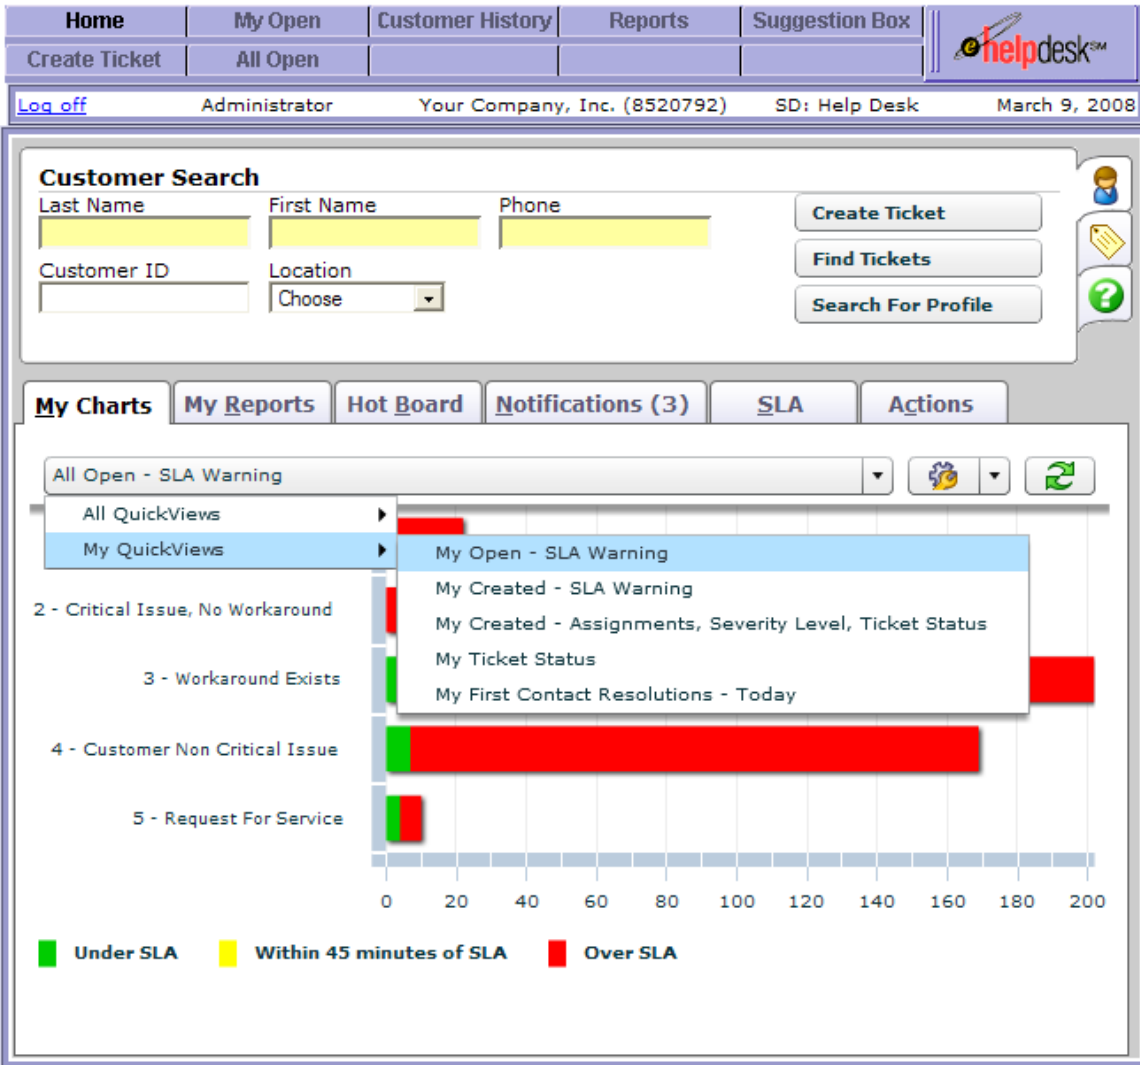 Home My Open Customer History Reports Suggestion Box
Create Ticket All Open
ehelpdesk SM
Log off Administrator Your Company, Inc. (8520792) SD: Help Desk March 9, 2008
Customer Search
Last Name First Name Phone
Create Ticket
Find Tickets
Customer ID Location
Choose
Search For Profile
My Charts My Reports Hot Board Notifications (3) SLA Actions
All Open - SLA Warning
All QuickViews
My QuickViews
My Open - SLA Warning
My Created - SLA Warning
My Created - Assignments, Severity Level, Ticket Status
My Ticket Status
My First Contact Resolutions - Today
2 - Critical Issue, No Workaround
3 - Workaround Exists
4 - Customer Non Critical Issue
5 - Request For Service
0 20 40 60 80 100 120 140 160 180 200
Under SLA Within 45 minutes of SLA Over SLA